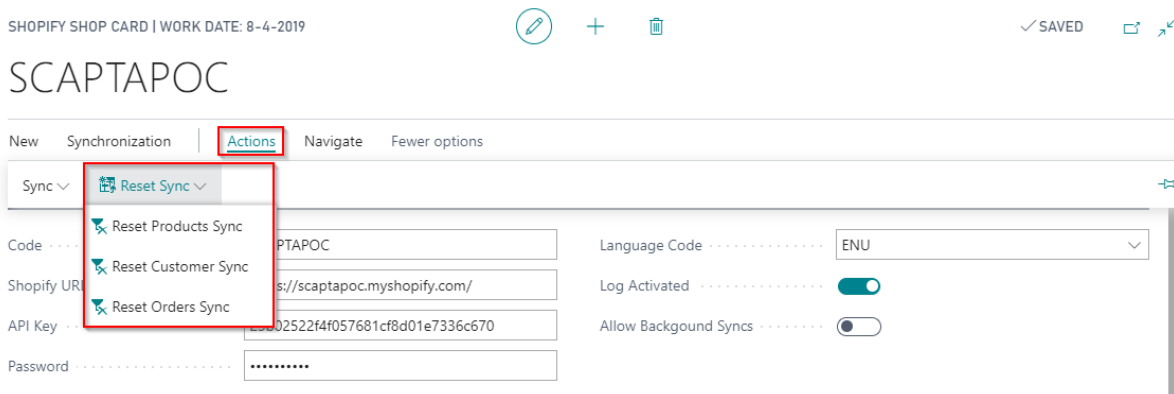 SHOPIFY SHOP CARD | WORK DATE: 8-4-2019
SAVED
SCAPTAPOC
New Synchronization Actions Navigate Fewer options
Sync Reset Sync
Reset Products Sync
Reset Customer Sync
Reset Orders Sync
Code PTAPOC Language Code ENU
Shopify UR s://scaptapoc.myshopify.com/ Log Activated
API Key 25b02522f4f057681cf8d01e7336c670 Allow Backgound Syncs
Password ••••••••••